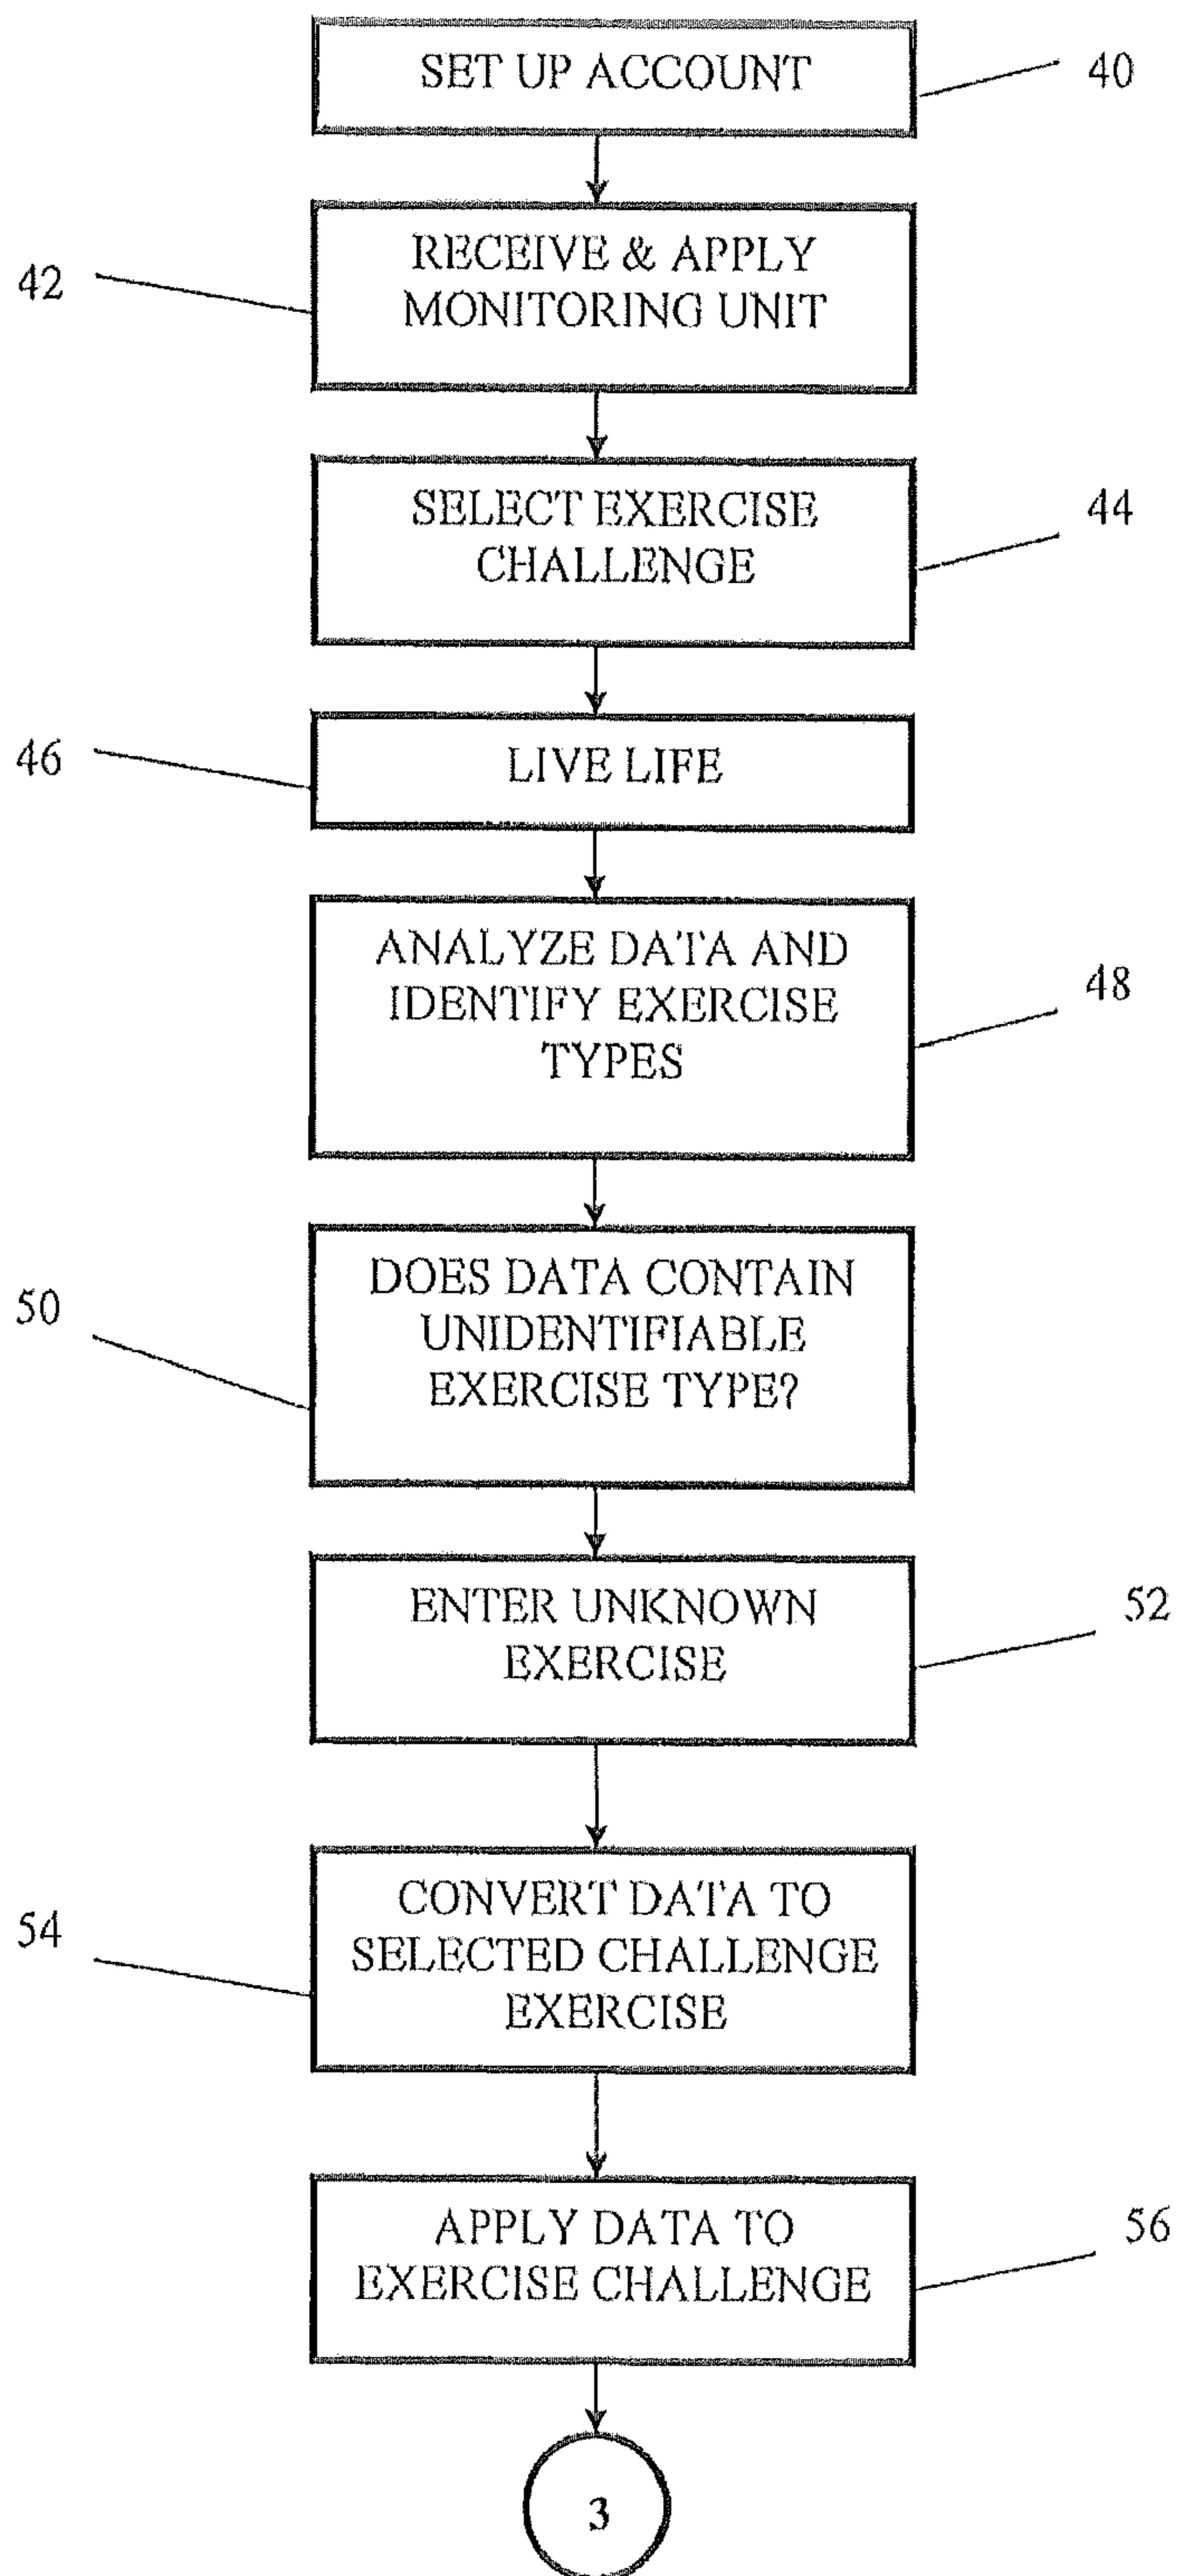 SET UP ACCOUNT
40
RECEIVE & APPLY
MONITORING UNIT
42
SELECT EXERCISE
CHALLENGE
44
LIVE LIFE
46
ANALYZE DATA AND
IDENTIFY EXERCISE
TYPES
48
DOES DATA CONTAIN
UNIDENTIFIABLE
EXERCISE TYPE?
50
ENTER UNKNOWN
EXERCISE
52
CONVERT DATA TO
SELECTED CHALLENGE
EXERCISE
54
APPLY DATA TO
EXERCISE CHALLENGE
56
3